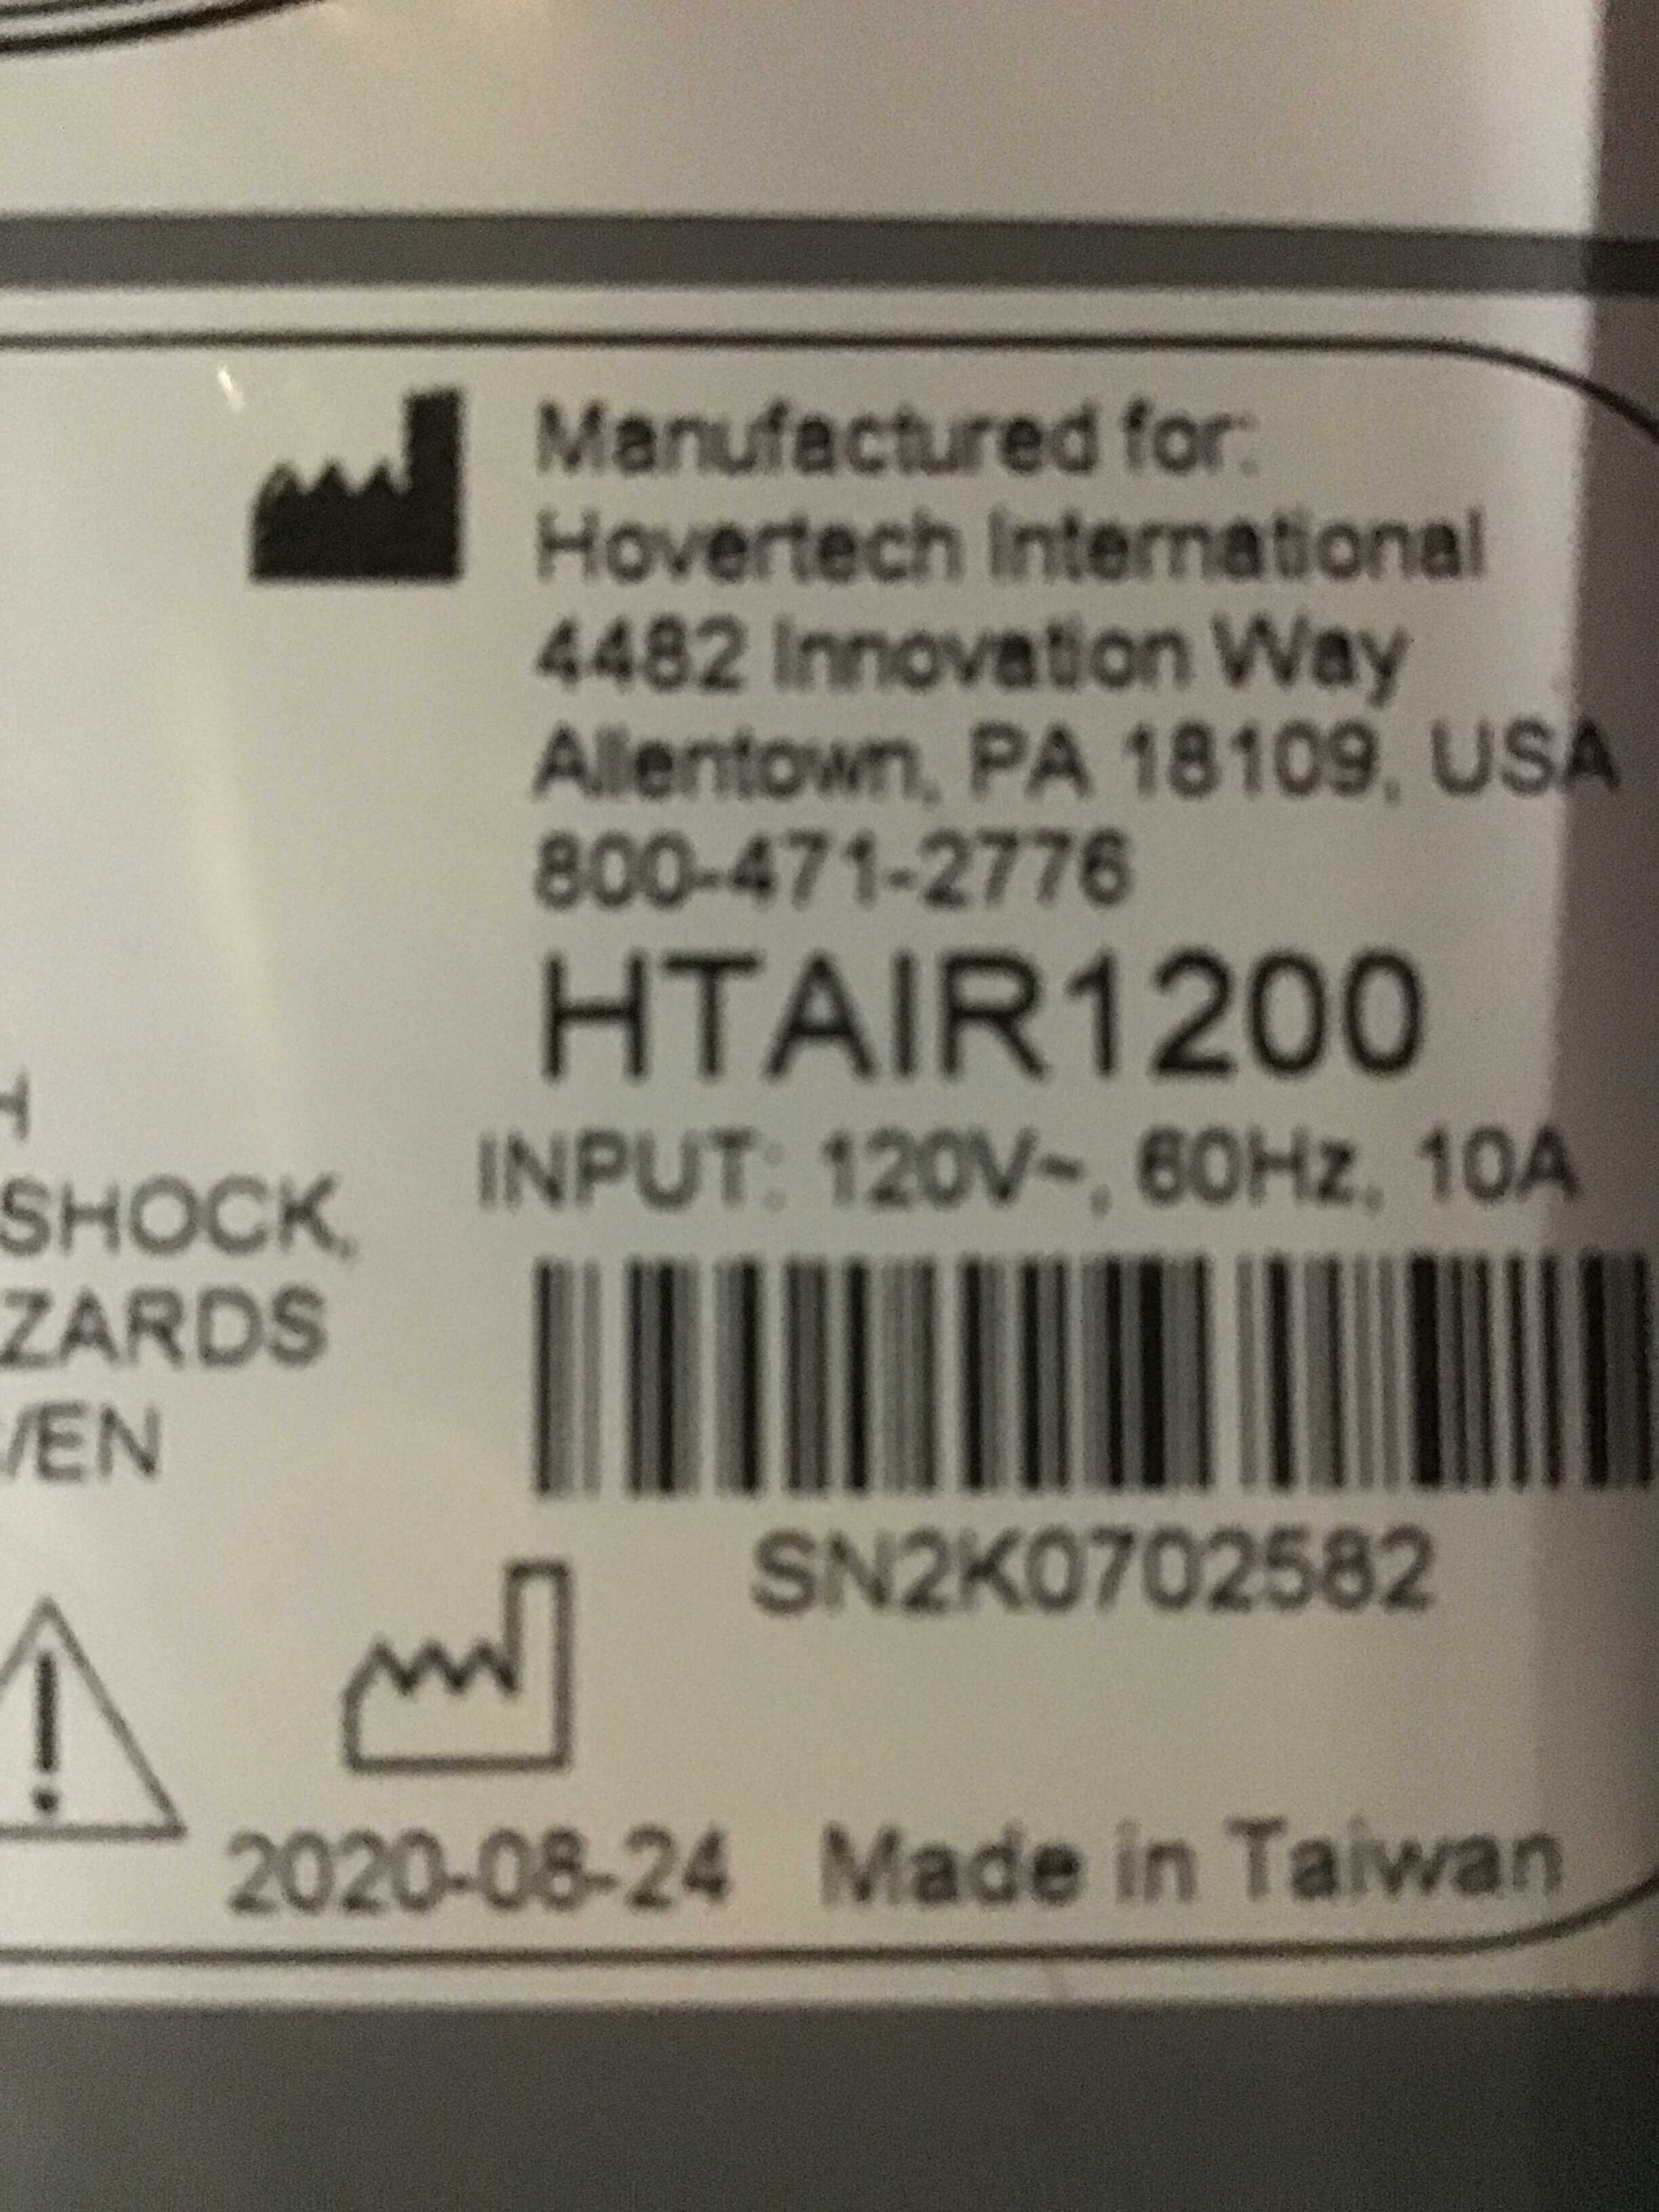 Manufactured for:
Hovertech International
4482 Innovation Way
Allentown, PA 18109, USA
800-471-2776
HTAIR1200
INPUT: 120V~, 60Hz, 10A
H
SHOCK,
ZARDS
/EN
SN2K0702582
!
2020-08-24 Made in Taiwan